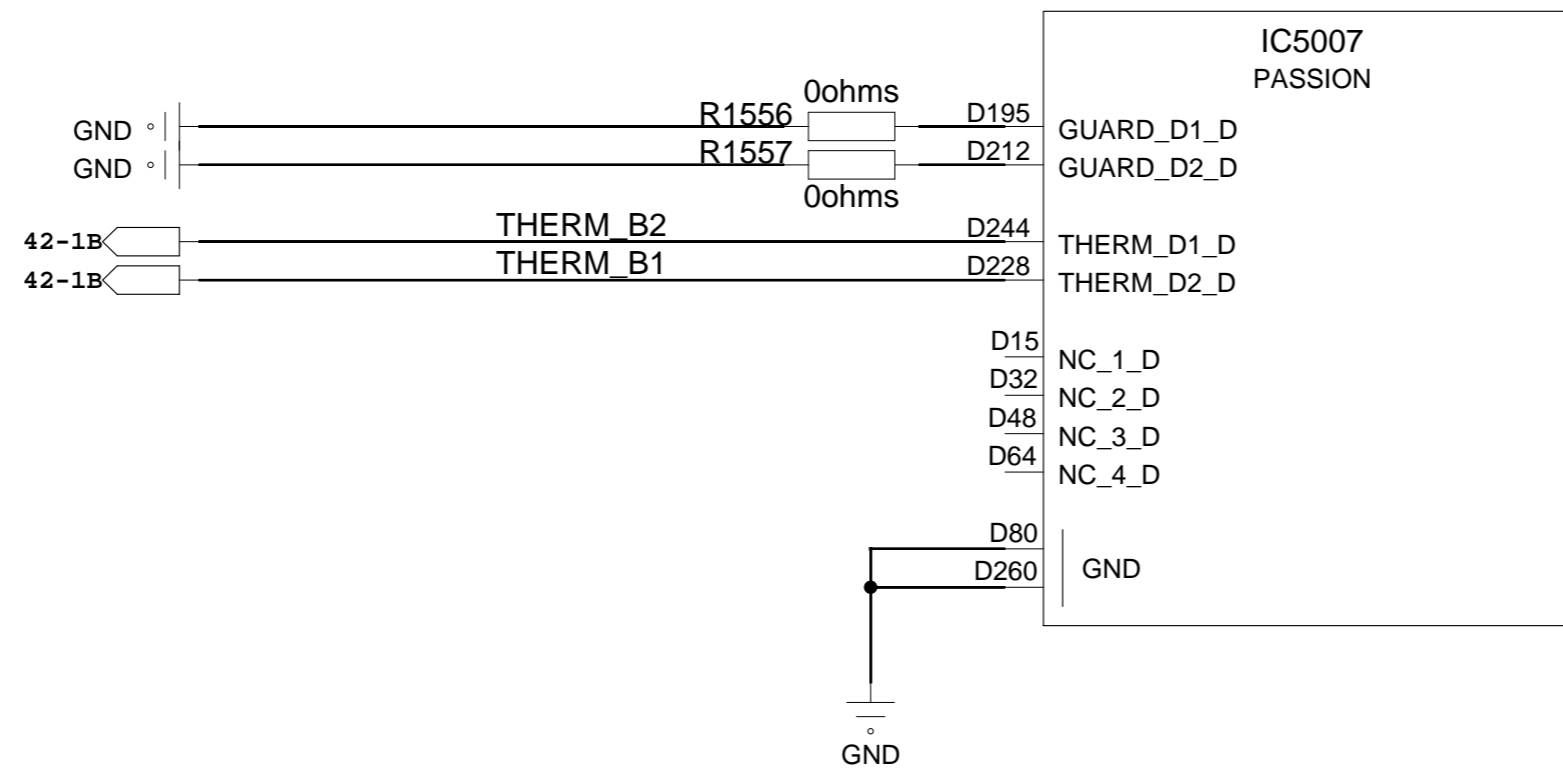 IC5007
PASSION
0ohms
GND R1556 D195 GUARD_D1_D
GND R1557 D212 GUARD_D2_D
0ohms
42-1B THERM_B2 D244 THERM_D1_D
42-1B THERM_B1 D228 THERM_D2_D
D15 NC_1_D
D32 NC_2_D
D48 NC_3_D
D64 NC_4_D
D80
D260 GND
GND